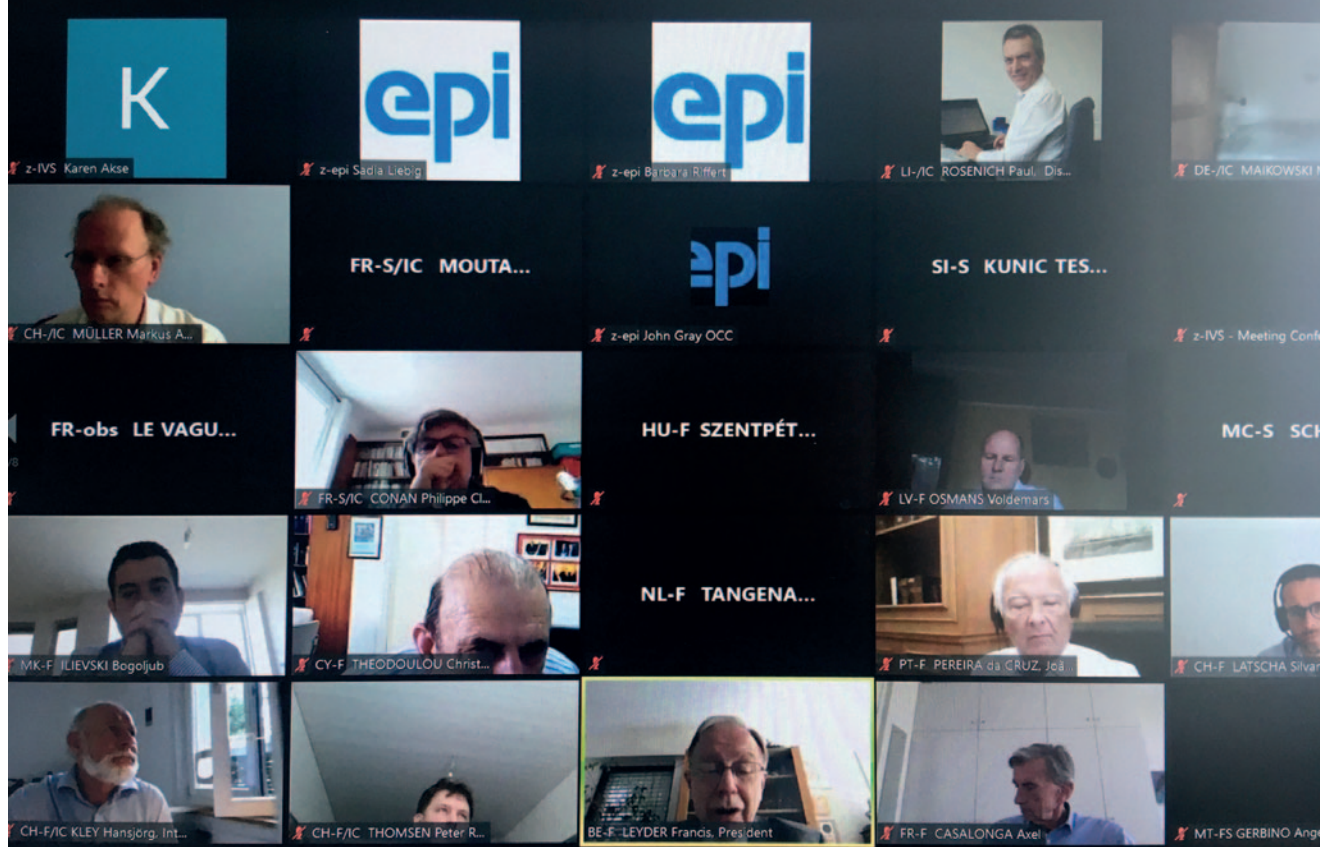 K
epi
epi
z-IVS Karen Akse
z-epi Sadia Liebig
z-epi Barbara Riffert
LI-/IC ROSENICH Paul, Dis...
DE-/IC MAIKOWSKI
FR-S/IC MOUTA...
epi
SI-S KUNIC TES...
CH-/IC MÜLLER Markus A...
z-epi John Gray OCC
z-IVS - Meeting Conf
FR-obs LE VAGU...
HU-F SZENTPÉT...
MC-S SCH
FR-S/IC CONAN Philippe Cl...
LV-F OSMANS Voldemars
NL-F TANGENA...
MK-F ILIEVSKI Bogoljub
CY-F THEODOULOU Christ...
PT-F PEREIRA da CRUZ, Joã...
CH-F LATSCHA Silvan
CH-F/IC KLEY Hansjörg, Int...
CH-F/IC THOMSEN Peter R...
BE-F LEYDER Francis, President
FR-F CASALONGA Axel
MT-FS GERBINO Ange